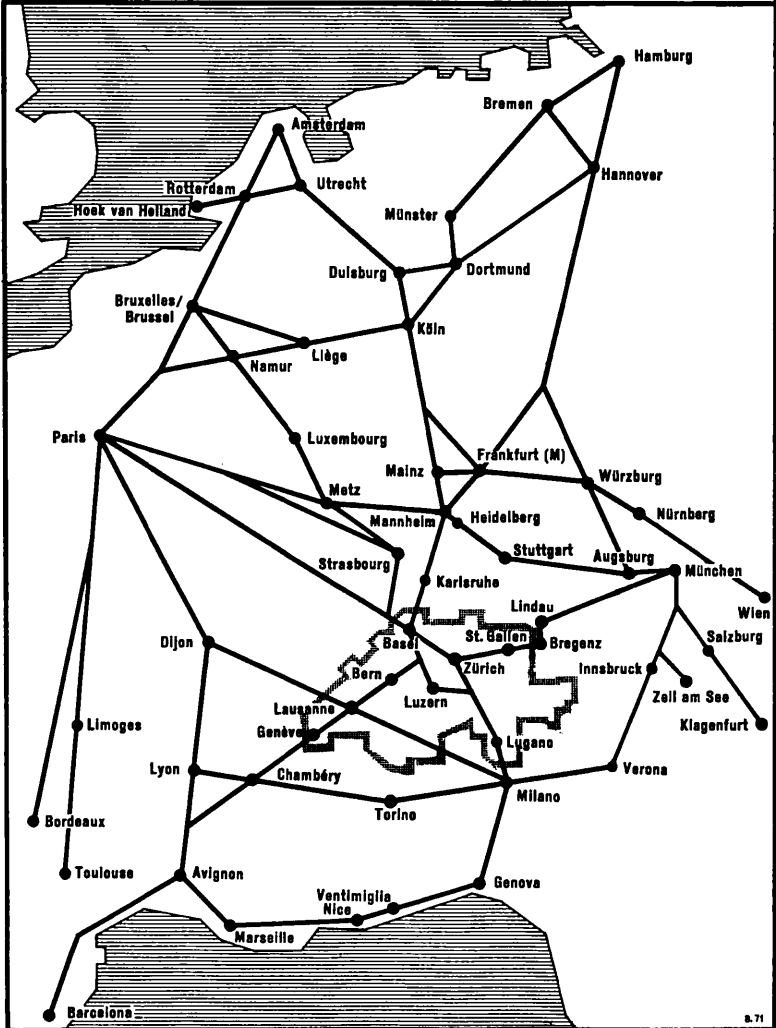 Hamburg
Bremen
Amsterdam
Hannover
Utrecht
Rotterdam
Hoek van Holland
Münster
Duisburg
Dortmund
Bruxelles/
Brussel
Köln
Liège
Namur
Paris
Luxembourg
Frankfurt (M)
Mainz
Würzburg
Metz
Mannheim
Heidelberg
Nürnberg
Stuttgart
Augsburg
München
Strasbourg
Karlsruhe
Wien
Lindau
Basel
St. Gallen
Bregenz
Salzburg
Dijon
Zürich
Innsbruck
Bern
Zell am See
Luzern
Lausanne
Limoges
Klagenfurt
Genève
Lugano
Lyon
Chambéry
Verona
Milano
Torino
Bordeaux
Toulouse
Avignon
Genova
Ventimiglia
Nice
Marseille
Barcelona
8.71